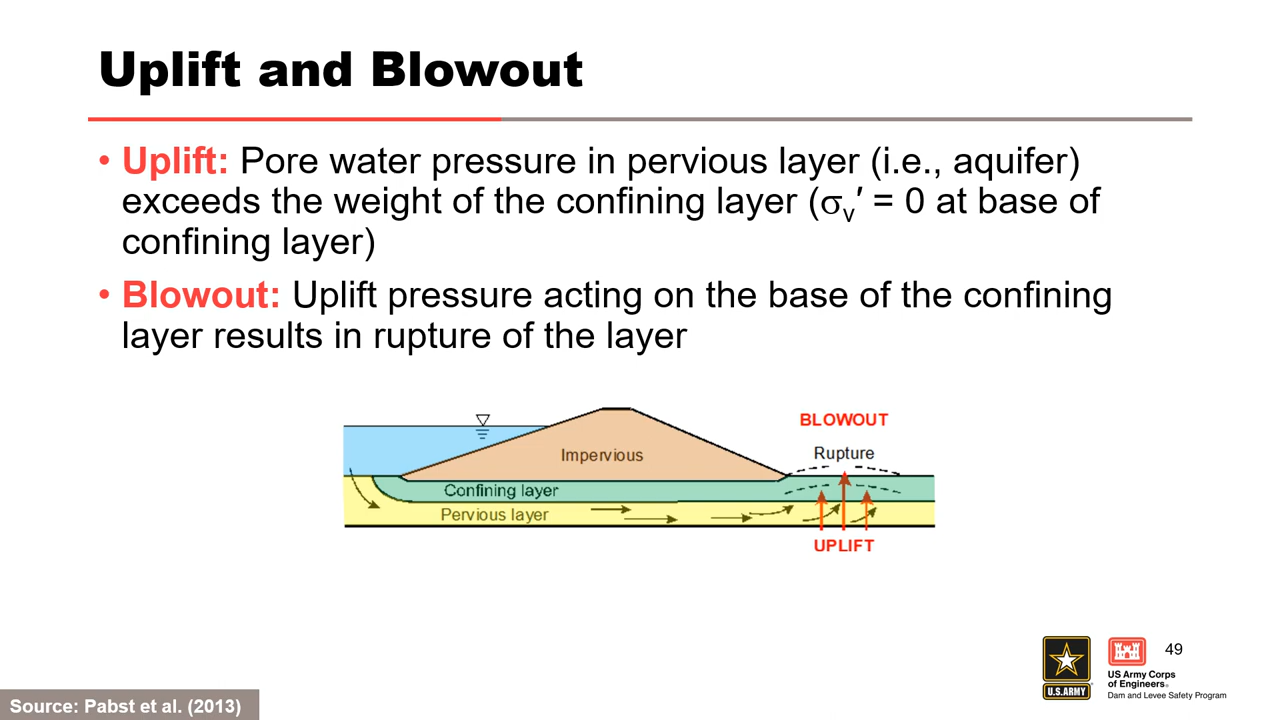 Uplift and Blowout
• Uplift: Pore water pressure in pervious layer (i.e., aquifer)
exceeds the weight of the confining layer (σv′ = 0 at base of
confining layer)
• Blowout: Uplift pressure acting on the base of the confining
layer results in rupture of the layer
BLOWOUT
Rupture
Impervious
Confining layer
Pervious layer
UPLIFT
49
U.S.ARMY
US Army Corps
of Engineers®
Dam and Levee Safety Program
Source: Pabst et al. (2013)